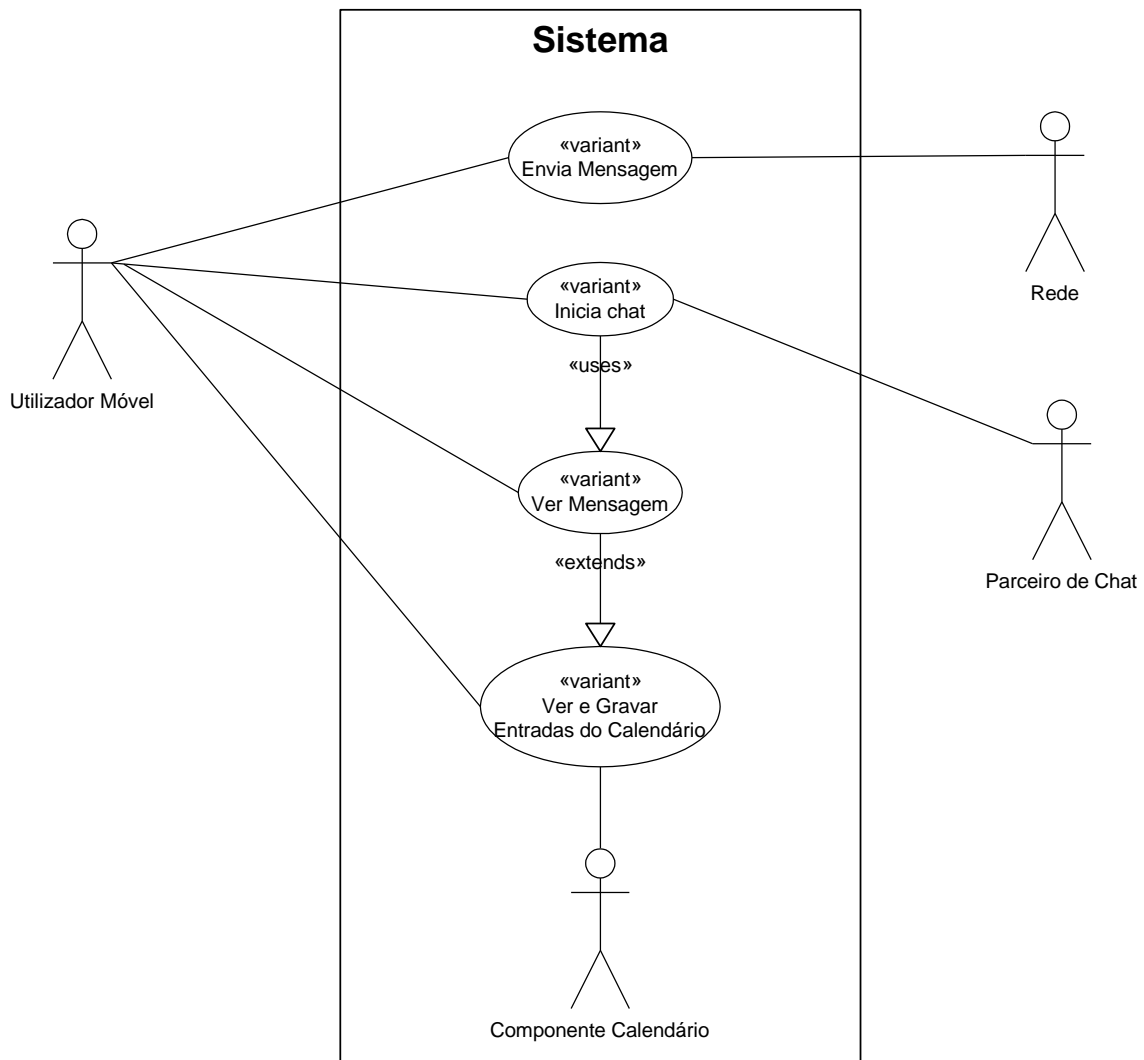 Sistema
«variant»
Envia Mensagem
Rede
«variant»
Inicia chat
«uses»
Utilizador Móvel
«variant»
Ver Mensagem
«extends»
Parceiro de Chat
«variant»
Ver e Gravar
Entradas do Calendário
Componente Calendário